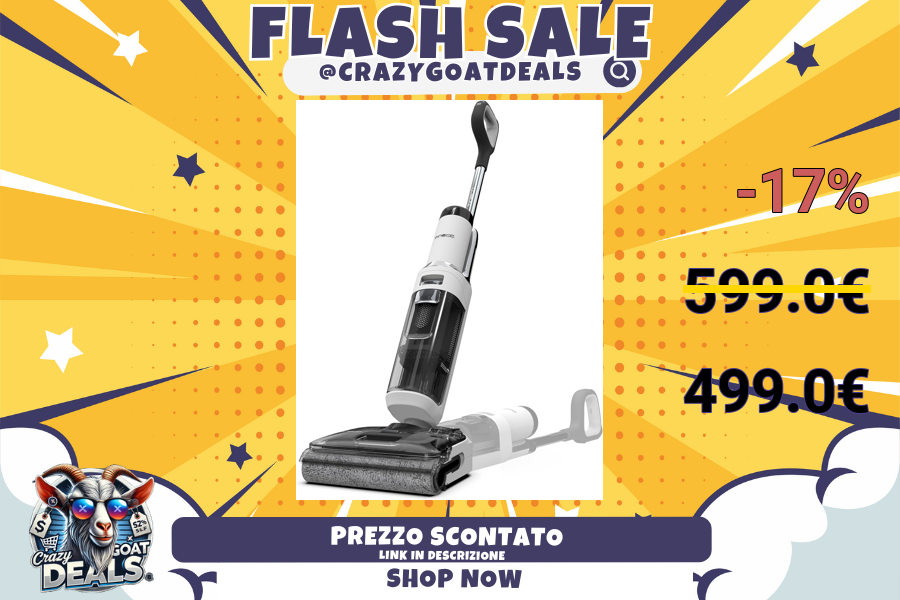 FLASH SALE
@CRAZYGOATDEALS
-17%
599.0€
499.0€
$
Crazy
GOAT
DEALS
PREZZO SCONTATO
LINK IN DESCRIZIONE
SHOP NOW